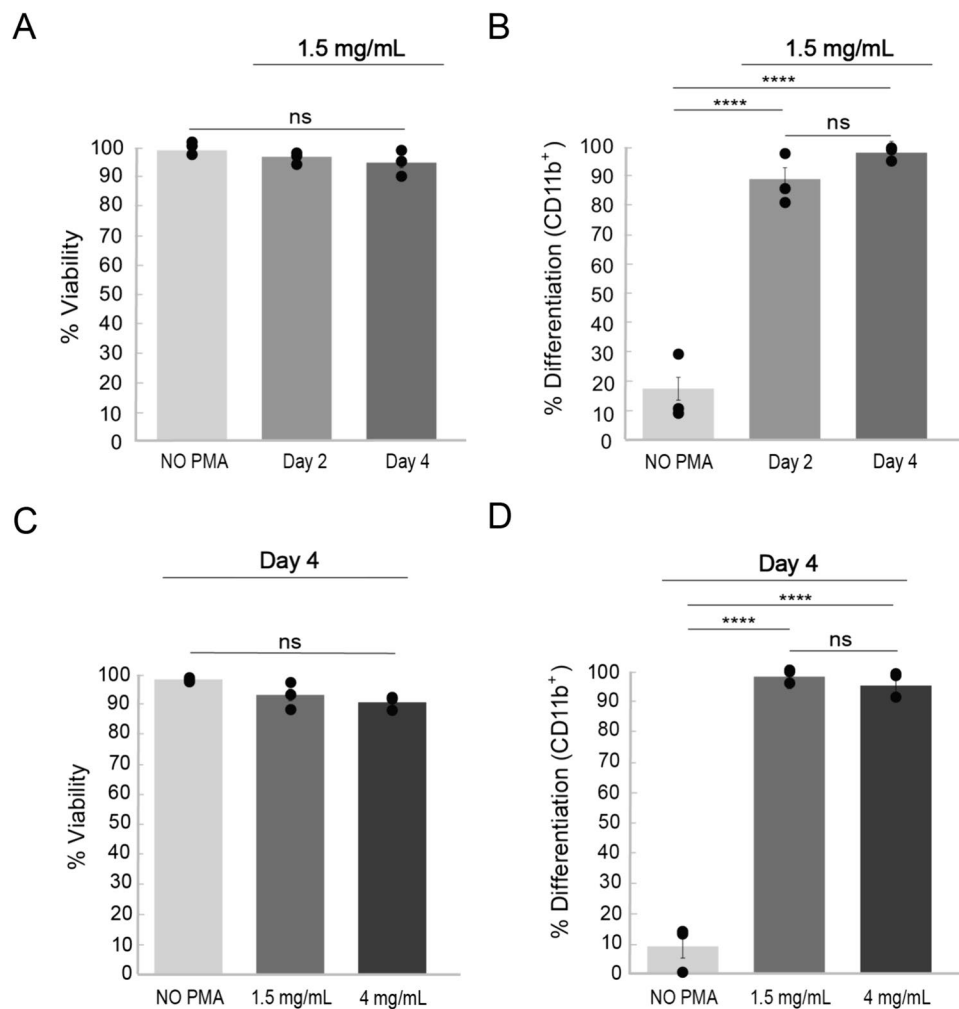 A
1.5 mg/mL
ns
% Viability
100
90
80
70
60
50
40
30
20
10
0
NO PMA Day 2 Day 4
B
1.5 mg/mL
****
****
ns
% Differentiation (CD11b+)
100
90
80
70
60
50
40
30
20
10
0
NO PMA Day 2 Day 4
C
Day 4
ns
% Viability
100
90
80
70
60
50
40
30
20
10
0
NO PMA 1.5 mg/mL 4 mg/mL
D
Day 4
****
****
ns
% Differentiation (CD11b+)
100
90
80
70
60
50
40
30
20
10
0
NO PMA 1.5 mg/mL 4 mg/mL